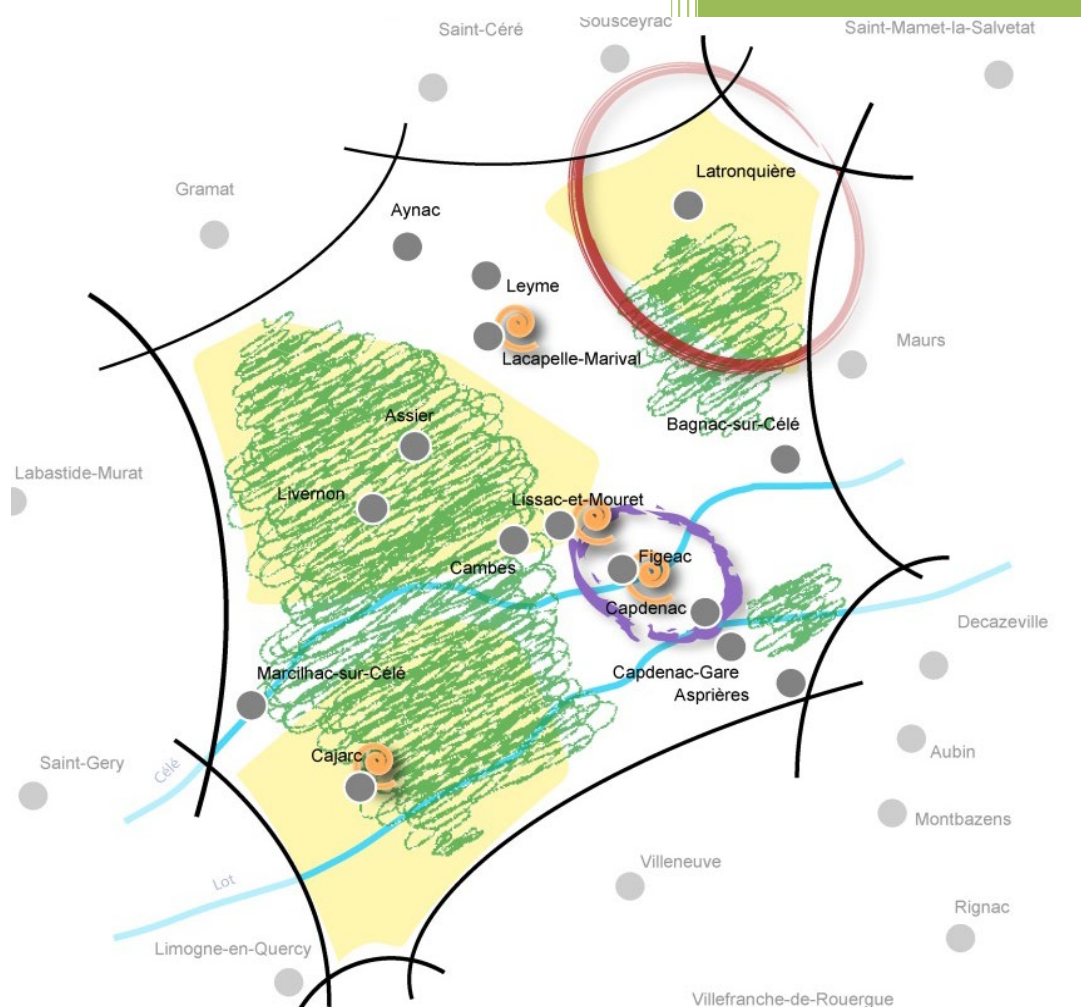 Sousceyrac
Saint-Céré
Saint-Mamet-la-Salvetat
Latronquière
Gramat
Aynac
Leyme
Maurs
Lacapelle-Marival
Assier
Bagnac-sur-Célé
Labastide-Murat
Livernon
Lissac-et-Mouret
Figeac
Cambes
Capdenac
Decazeville
Marcilhac-sur-Célé
Capdenac-Gare
Asprières
Aubin
Cajarc
Saint-Gery
Célé
Montbazens
Villeneuve
Lot
Rignac
Limogne-en-Quercy
Villefranche-de-Rouergue